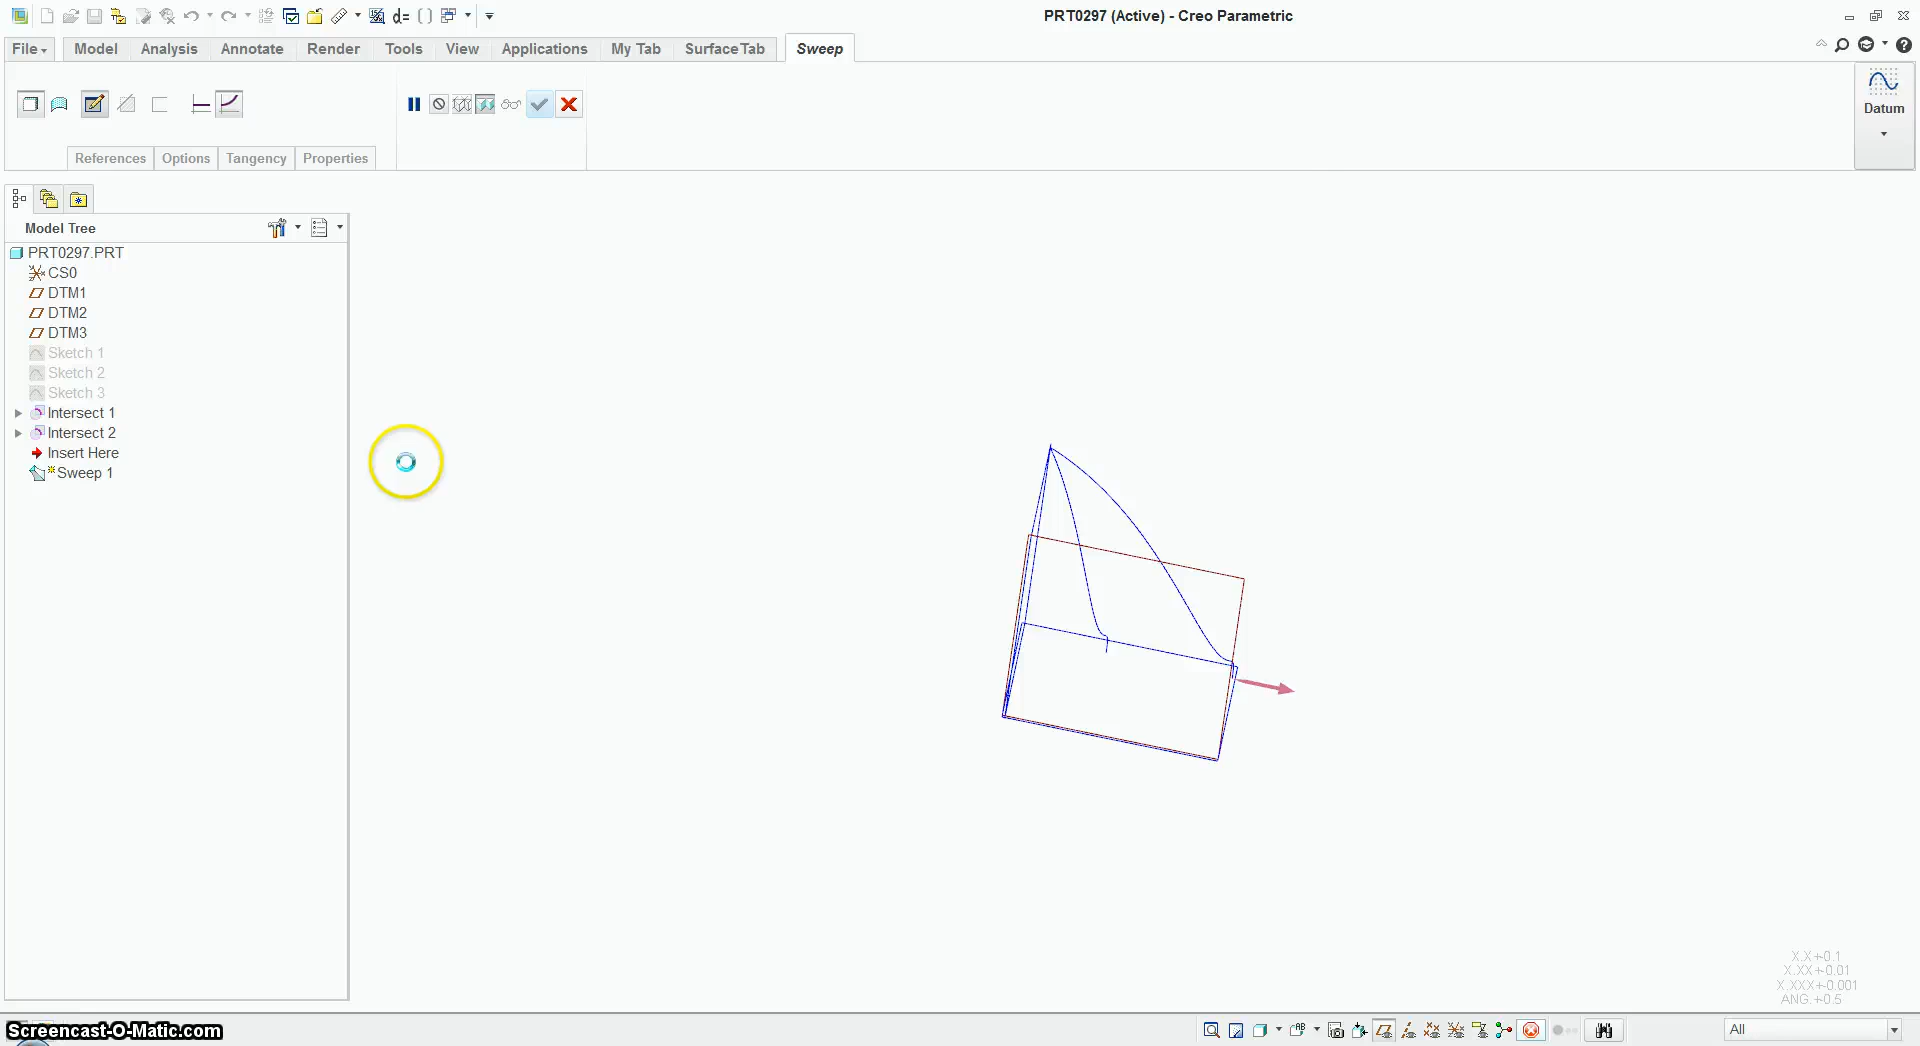 PRT0297 (Active) - Creo Parametric
File Model Analysis Annotate Render Tools View Applications My Tab SurfaceTab Sweep
d=
Datum
References Options Tangency Properties
Model Tree
PRT0297.PRT
CS0
DTM1
DTM2
DTM3
Sketch 1
Sketch 2
Sketch 3
Intersect 1
Intersect 2
Insert Here
Sweep 1
X.X+-0.1
X.XX+-0.01
X.XXX+-0.001
ANG.+-0.5
Screencast-O-Matic.com
All